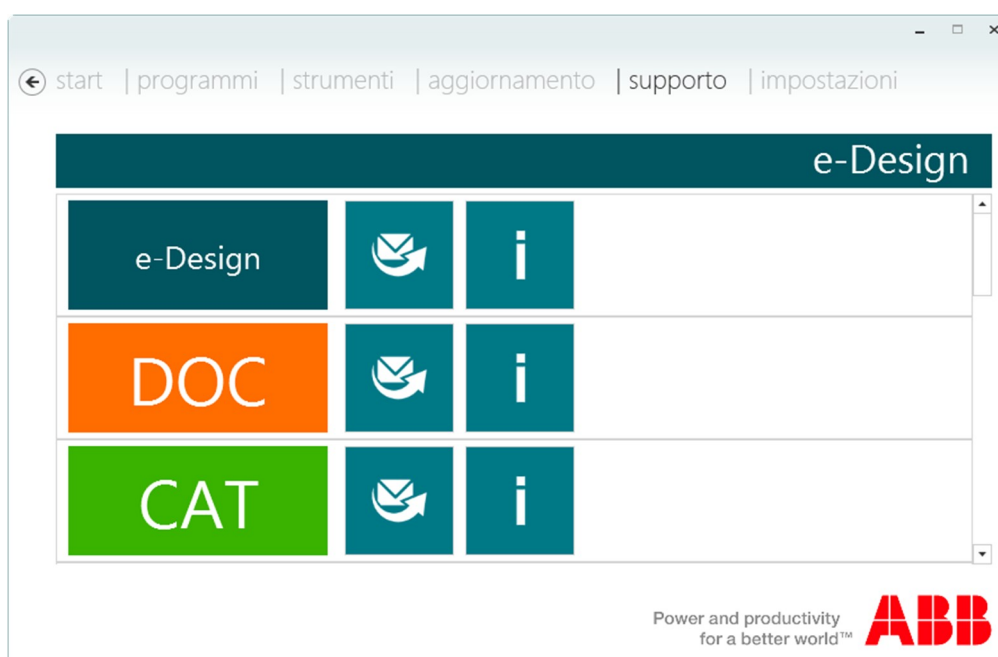 start | programmi | strumenti | aggiornamento | supporto | impostazioni
e-Design
e-Design
i
DOC
i
CAT
i
Power and productivity
for a better world™
ABB